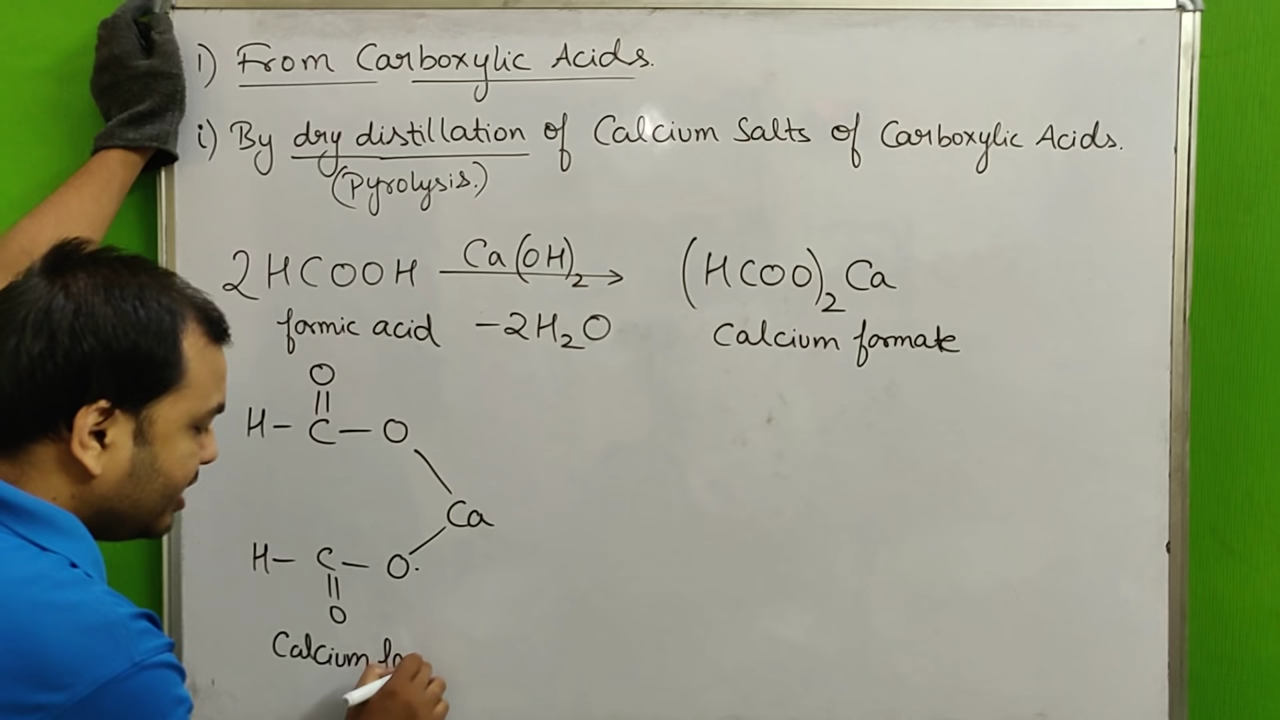 1) From Carboxylic Acids.
i) By dry distillation of Calcium Salts of Carboxylic Acids.
(Pyrolysis.)
2HCOOH Ca(OH)₂ → (HCOO)₂Ca
formic acid -2H₂O Calcium formate
O
||
H- C - O
\
Ca
/
H- C - O.
||
O
Calcium fo